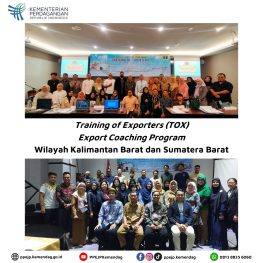 KEMENTERIAN
PERDAGANGAN
REPUBLIK INDONESIA
Training of Exporters (TOX)
Export Coaching Program
Wilayah Kalimantan Barat dan Sumatera Barat
ppejp.kemendag.go.id
PPEJPKemendag
ppejp.kemendag
0813 8835 6060